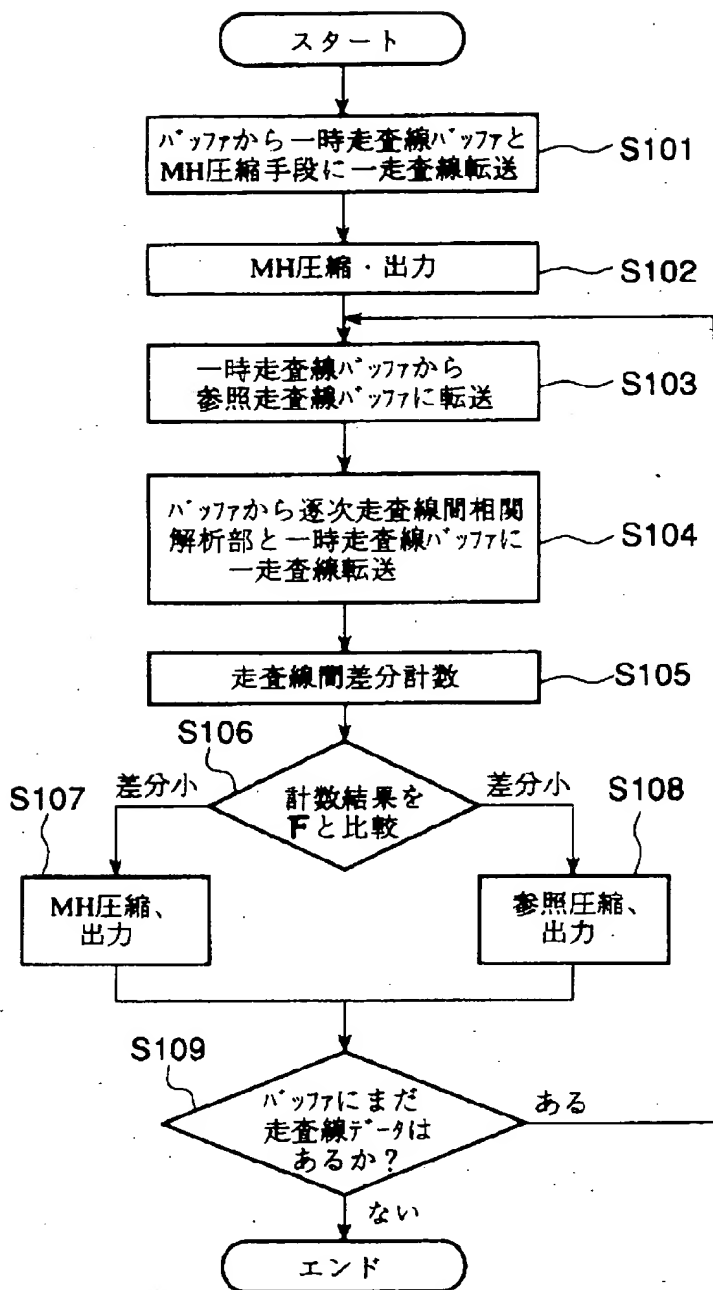 スタート
バッファから一時走査線バッファと
MH圧縮手段に一走査線転送
S101
MH圧縮・出力
S102
一時走査線バッファから
参照走査線バッファに転送
S103
バッファから逐次走査線間相関
解析部と一時走査線バッファに
一走査線転送
S104
走査線間差分計数
S105
S106
計数結果を
Fと比較
差分小
差分小
S107
MH圧縮、
出力
S108
参照圧縮、
出力
S109
バッファにまだ
走査線データは
あるか?
ある
ない
エンド